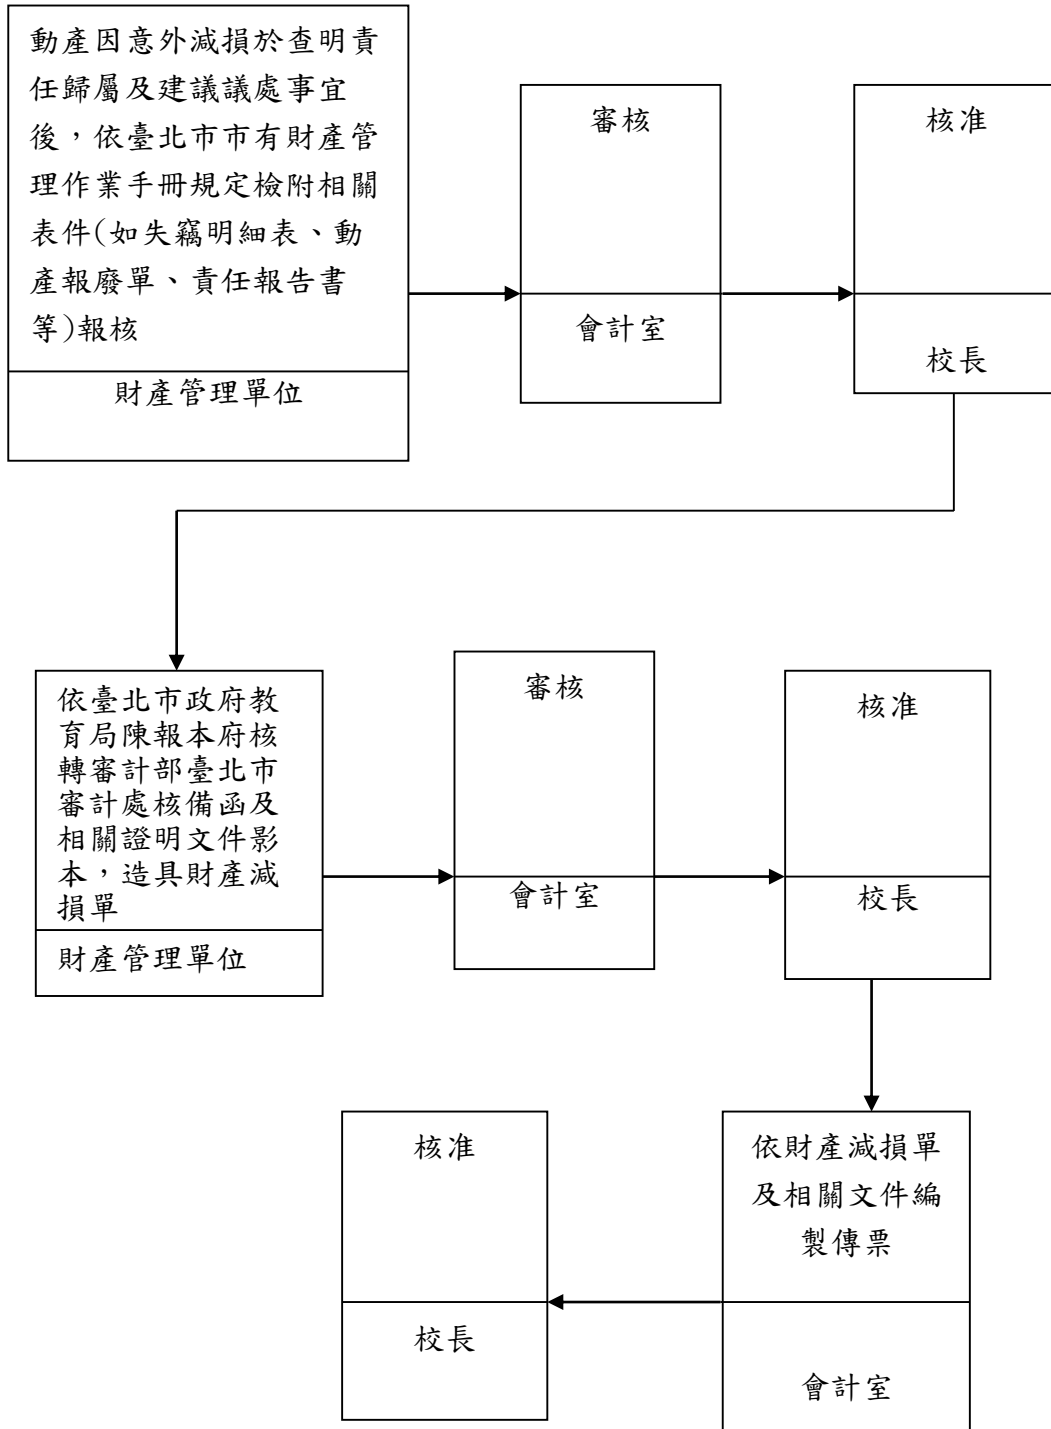 動產因意外減損於查明責
任歸屬及建議議處事宜
後，依臺北市市有財產管
理作業手冊規定檢附相關
表件(如失竊明細表、動
產報廢單、責任報告書
等)報核
財產管理單位
審核
會計室
核准
校長
依臺北市政府教
育局陳報本府核
轉審計部臺北市
審計處核備函及
相關證明文件影
本，造具財產減
損單
財產管理單位
審核
會計室
核准
校長
依財產減損單
及相關文件編
製傳票
會計室
核准
校長